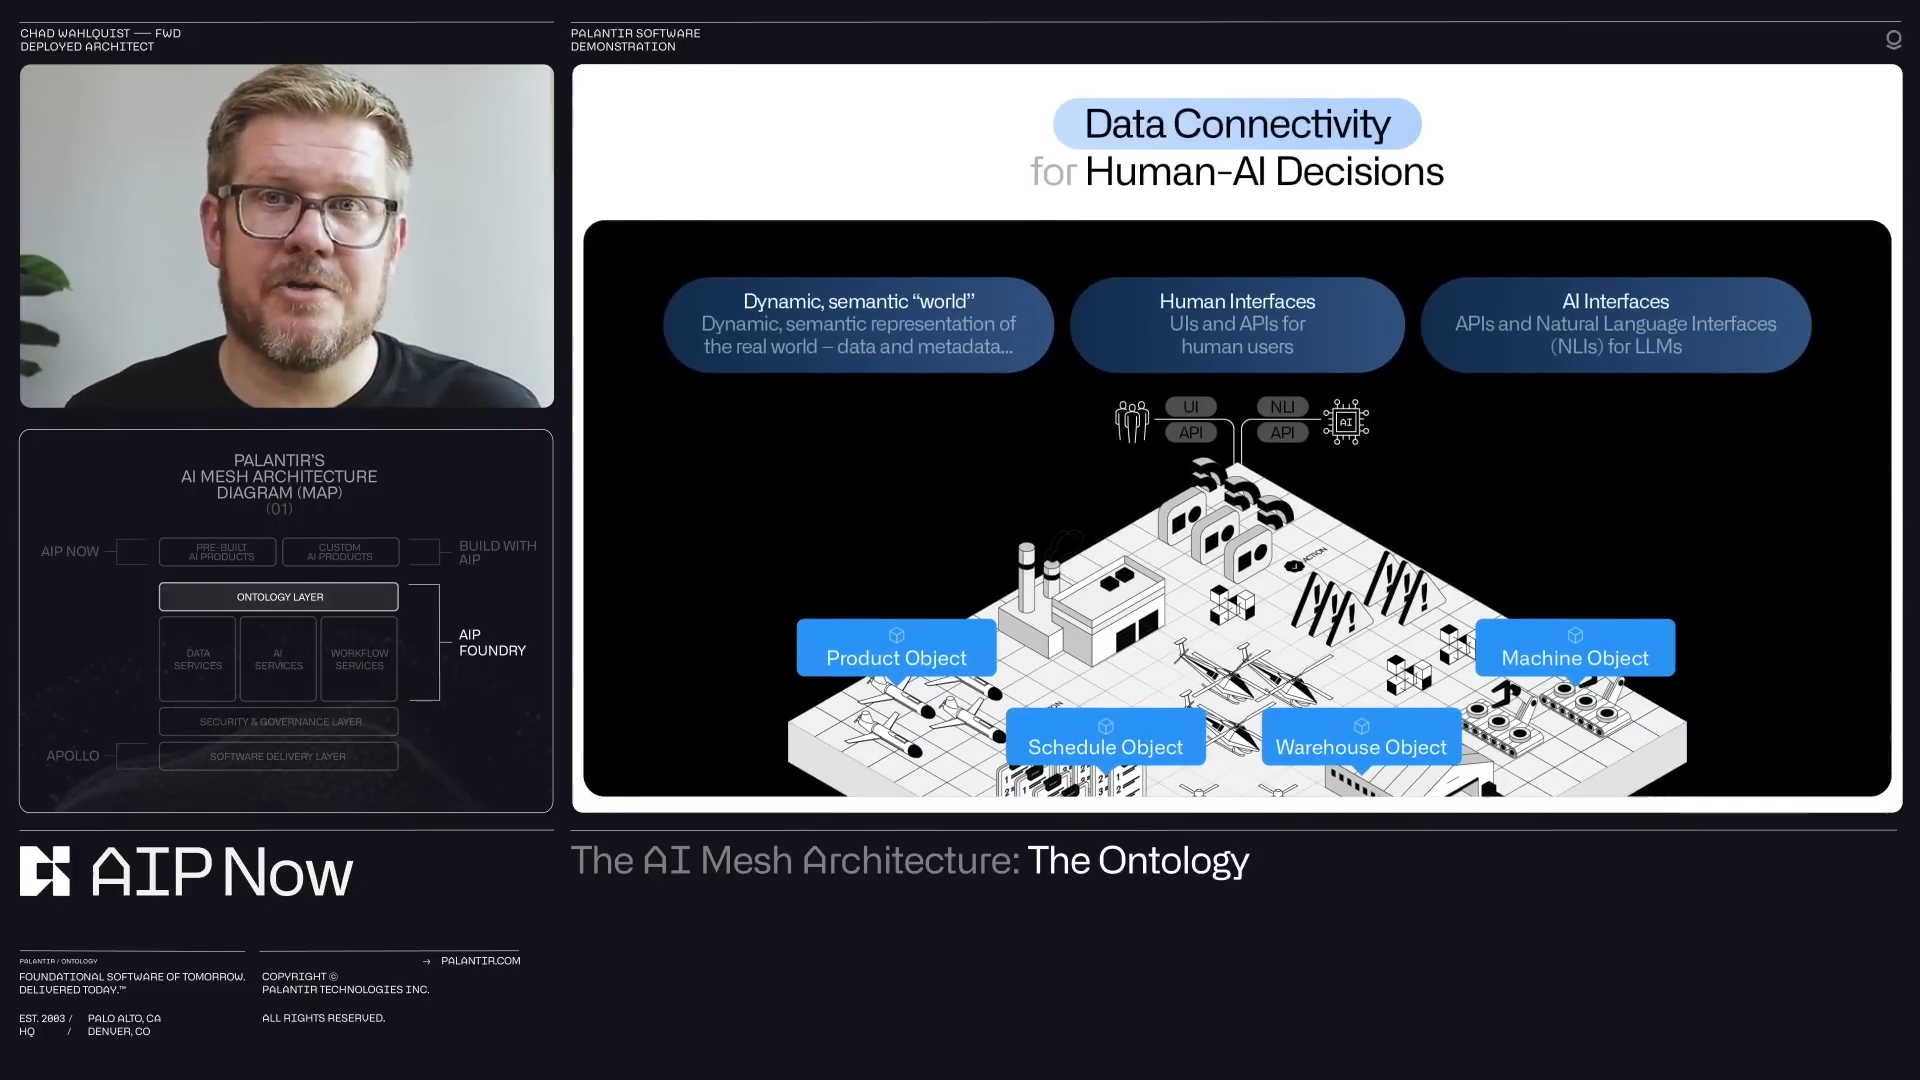 CHAD WAHLQUIST — FWD
DEPLOYED ARCHITECT
PALANTIR SOFTWARE
DEMONSTRATION
Data Connectivity
for Human-AI Decisions
Dynamic, semantic “world”
Dynamic, semantic representation of
the real world – data and metadata...
Human Interfaces
UIs and APIs for
human users
AI Interfaces
APIs and Natural Language Interfaces
(NLIs) for LLMs
UI
API
NLI
API
AI
ACTION
Product Object
Machine Object
Schedule Object
Warehouse Object
PALANTIR’S
AI MESH ARCHITECTURE
DIAGRAM (MAP)
(01)
AIP NOW
PRE-BUILT
AI PRODUCTS
CUSTOM
AI PRODUCTS
BUILD WITH
AIP
ONTOLOGY LAYER
DATA
SERVICES
AI
SERVICES
WORKFLOW
SERVICES
AIP
FOUNDRY
SECURITY & GOVERNANCE LAYER
APOLLO
SOFTWARE DELIVERY LAYER
AIP Now
The AI Mesh Architecture: The Ontology
PALANTIR / ONTOLOGY
FOUNDATIONAL SOFTWARE OF TOMORROW.
DELIVERED TODAY.™
EST. 2003 / PALO ALTO, CA
HQ / DENVER, CO
→ PALANTIR.COM
COPYRIGHT ©
PALANTIR TECHNOLOGIES INC.
ALL RIGHTS RESERVED.